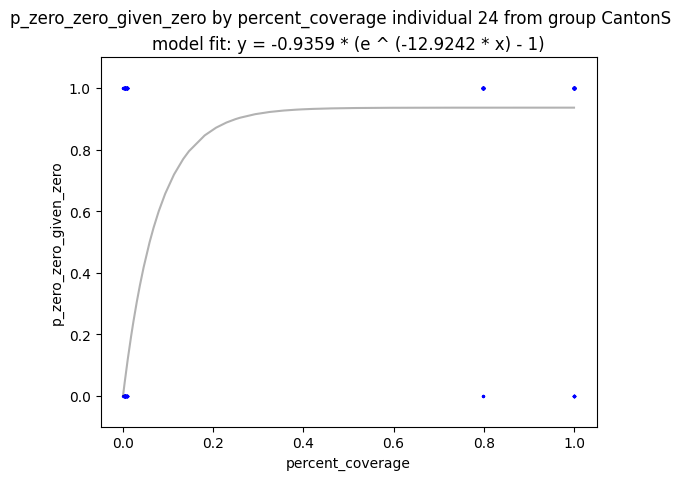 p_zero_zero_given_zero by percent_coverage individual 24 from group CantonS
model fit: y = -0.9359 * (e ^ (-12.9242 * x) - 1)
1.0
0.8
0.6
0.4
0.2
0.0
p_zero_zero_given_zero
0.0 0.2 0.4 0.6 0.8 1.0
percent_coverage